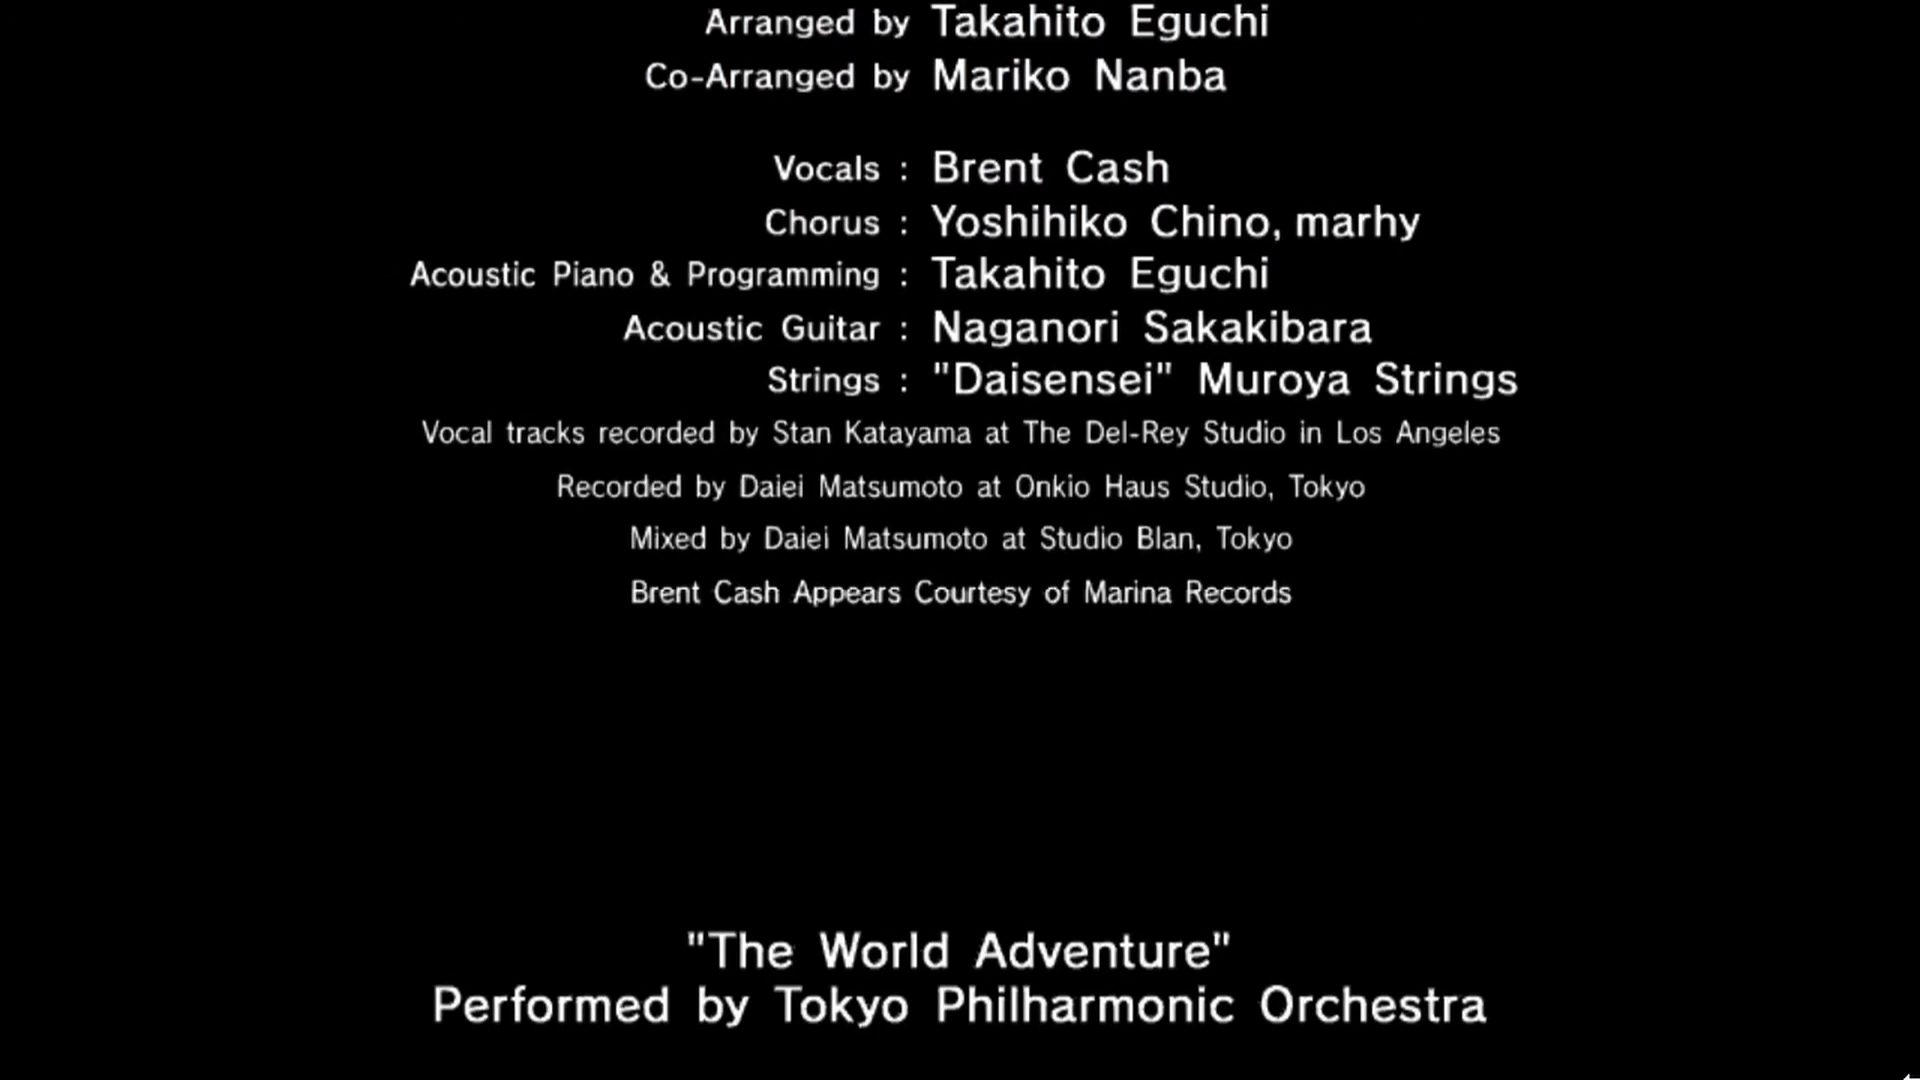 Arranged by Takahito Eguchi
Co-Arranged by Mariko Nanba
Vocals : Brent Cash
Chorus : Yoshihiko Chino, marhy
Acoustic Piano & Programming : Takahito Eguchi
Acoustic Guitar : Naganori Sakakibara
Strings : "Daisensei" Muroya Strings
Vocal tracks recorded by Stan Katayama at The Del-Rey Studio in Los Angeles
Recorded by Daiei Matsumoto at Onkio Haus Studio, Tokyo
Mixed by Daiei Matsumoto at Studio Blan, Tokyo
Brent Cash Appears Courtesy of Marina Records
"The World Adventure"
Performed by Tokyo Philharmonic Orchestra